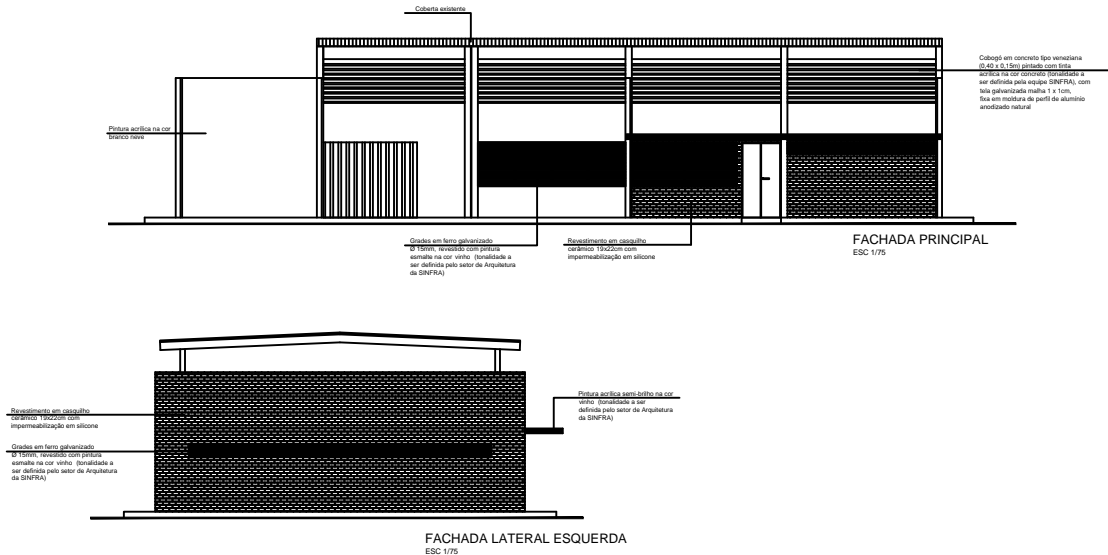 Coberta existente
Cobogó em concreto tipo veneziana
(0,40 x 0,15m) pintado com tinta
acrílica na cor concreto (tonalidade a
ser definida pela equipe SINFRA), com
tela galvanizada malha 1 x 1cm,
fixa em moldura de perfil de alumínio
anodizado natural
Pintura acrílica na cor
branco neve
Grades em ferro galvanizado
Ø 15mm, revestido com pintura
esmalte na cor vinho (tonalidade a
ser definida pelo setor de Arquitetura
da SINFRA)
Revestimento em casquilho
cerâmico 19x22cm com
impermeabilização em silicone
FACHADA PRINCIPAL
ESC 1/75
Pintura acrílica semi-brilho na cor
vinho (tonalidade a ser
definida pelo setor de Arquitetura
da SINFRA)
Revestimento em casquilho
cerâmico 19x22cm com
impermeabilização em silicone
Grades em ferro galvanizado
Ø 15mm, revestido com pintura
esmalte na cor vinho (tonalidade a
ser definida pelo setor de Arquitetura
da SINFRA)
FACHADA LATERAL ESQUERDA
ESC 1/75